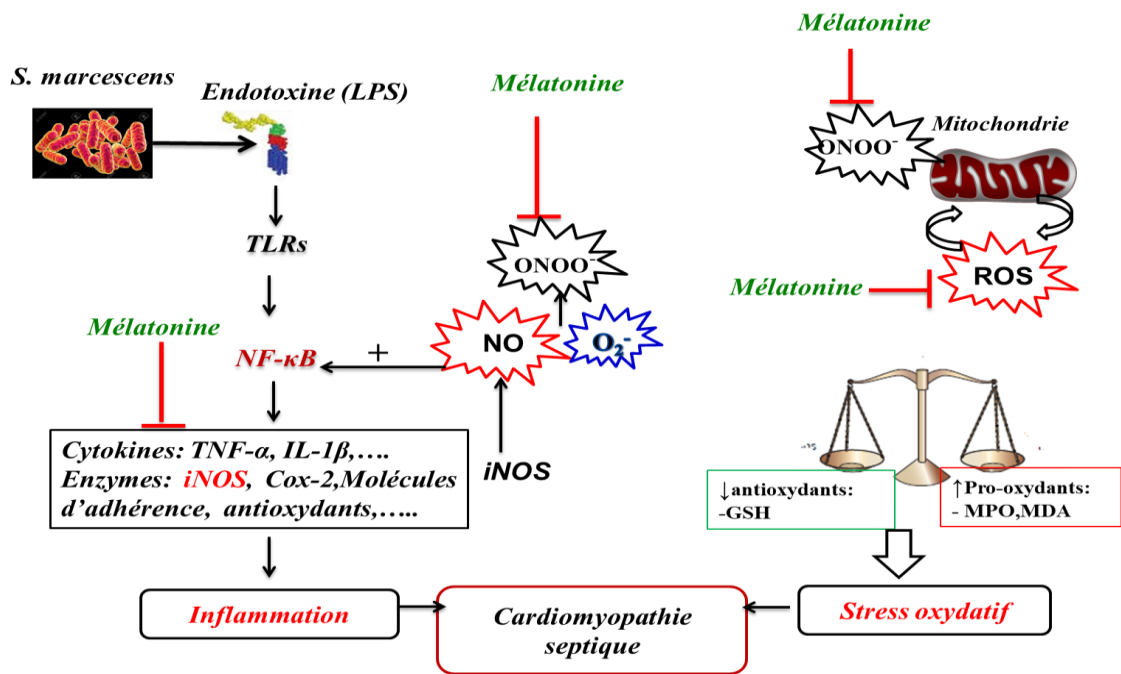 Mélatonine
S. marcescens
Endotoxine (LPS)
Mélatonine
ONOO⁻
Mitochondrie
TLRs
ONOO⁻
ROS
Mélatonine
Mélatonine
NF-κB
+
NO
O₂⁻
Cytokines: TNF-α, IL-1β,….
Enzymes: iNOS, Cox-2,Molécules
d’adhérence, antioxydants,…..
iNOS
↓antioxydants:
-GSH
↑Pro-oxydants:
- MPO,MDA
Inflammation
Cardiomyopathie
septique
Stress oxydatif